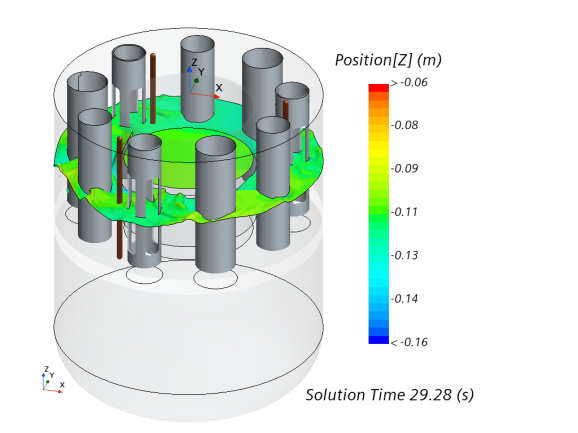 Position[Z] (m)
> -0.06
-0.08
-0.09
-0.11
-0.13
-0.14
< -0.16
Z
Y
X
Z
Y
X
Solution Time 29.28 (s)